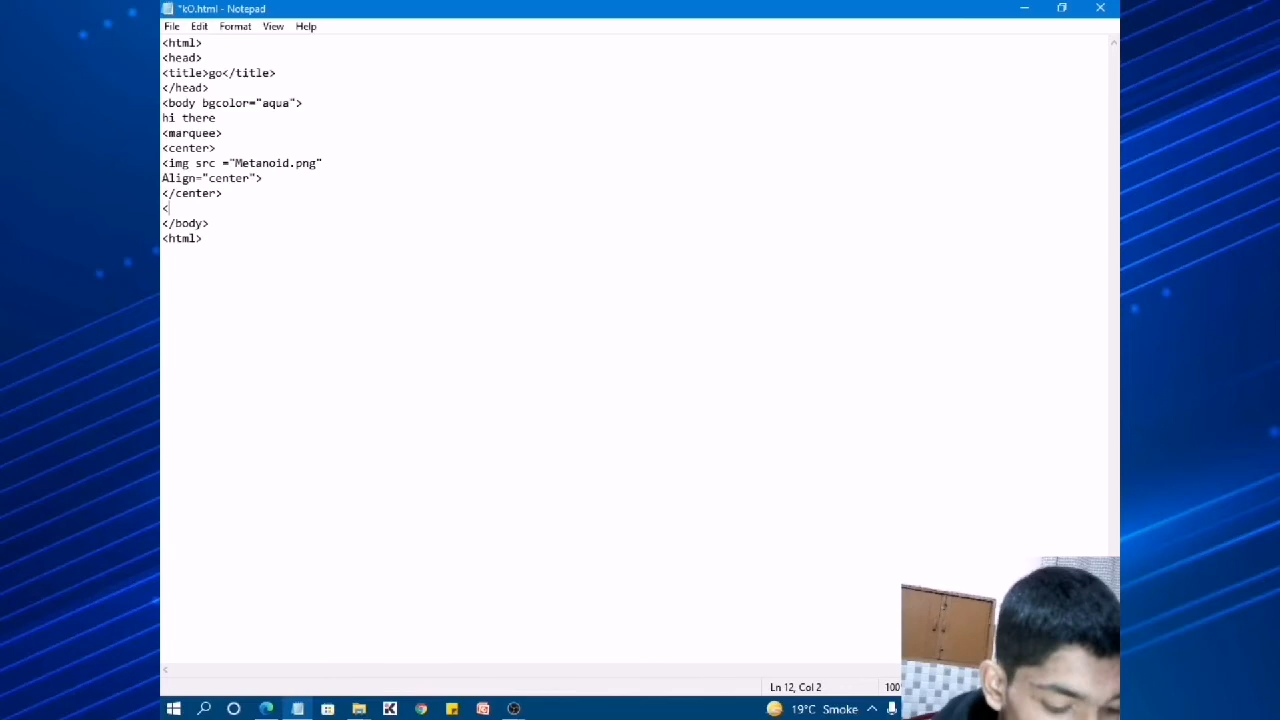 *kO.html - Notepad
File Edit Format View Help
<html>
<head>
<title>go</title>
</head>
<body bgcolor="aqua">
hi there
<marquee>
<center>
<img src ="Metanoid.png"
Align="center">
</center>
<
</body>
<html>
Ln 12, Col 2 100
19°C Smoke